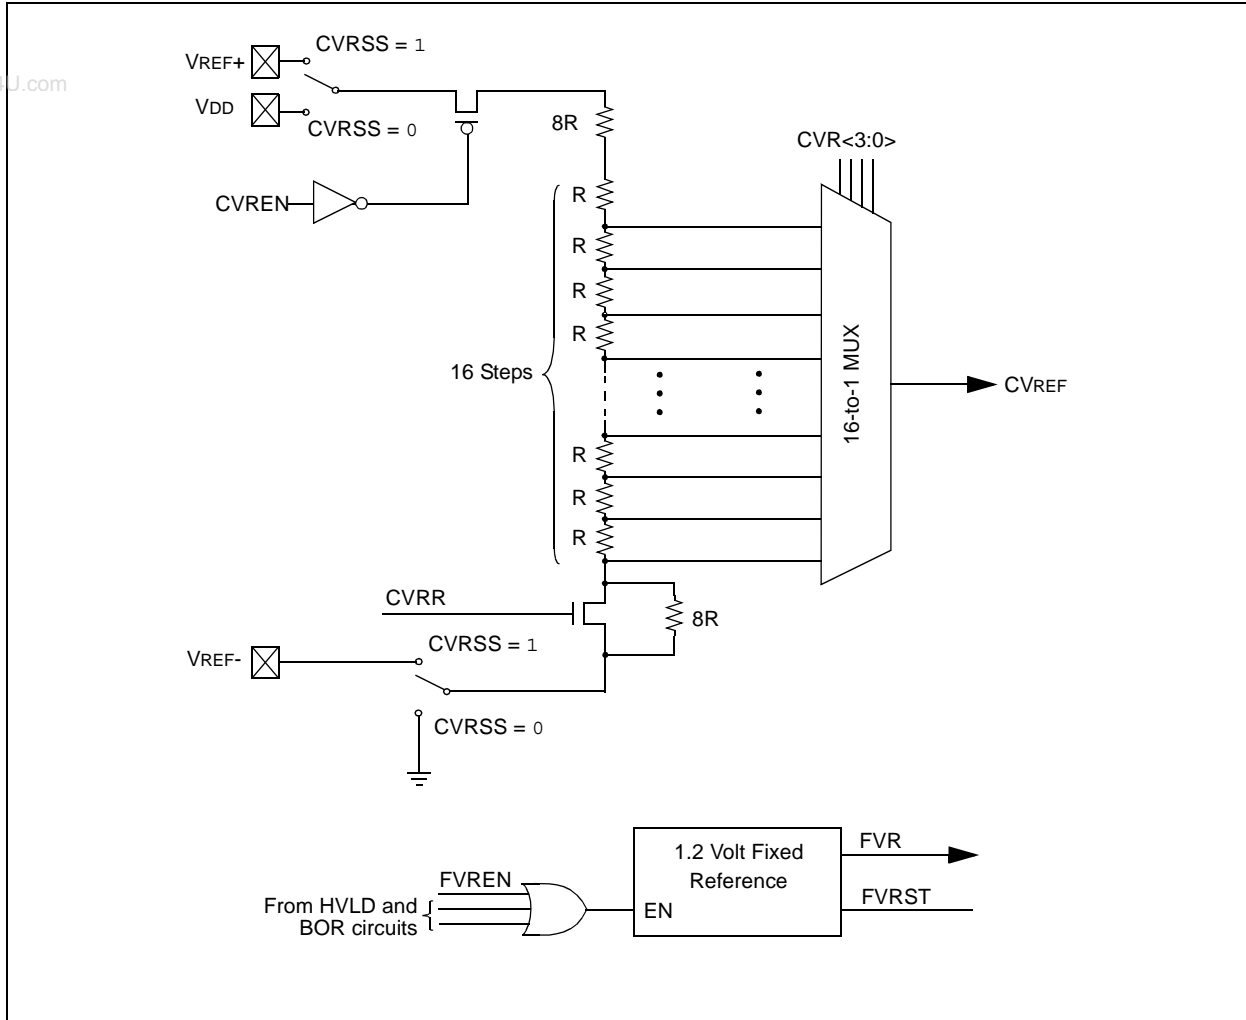 CVRSS = 1
VREF+
4U.com
VDD
CVRSS = 0
8R
CVR<3:0>
CVREN
R
R
R
R
16 Steps
16-to-1 MUX
CVREF
R
R
R
CVRR
8R
CVRSS = 1
VREF-
CVRSS = 0
1.2 Volt Fixed
Reference
FVR
FVREN
FVRST
From HVLD and
BOR circuits
EN